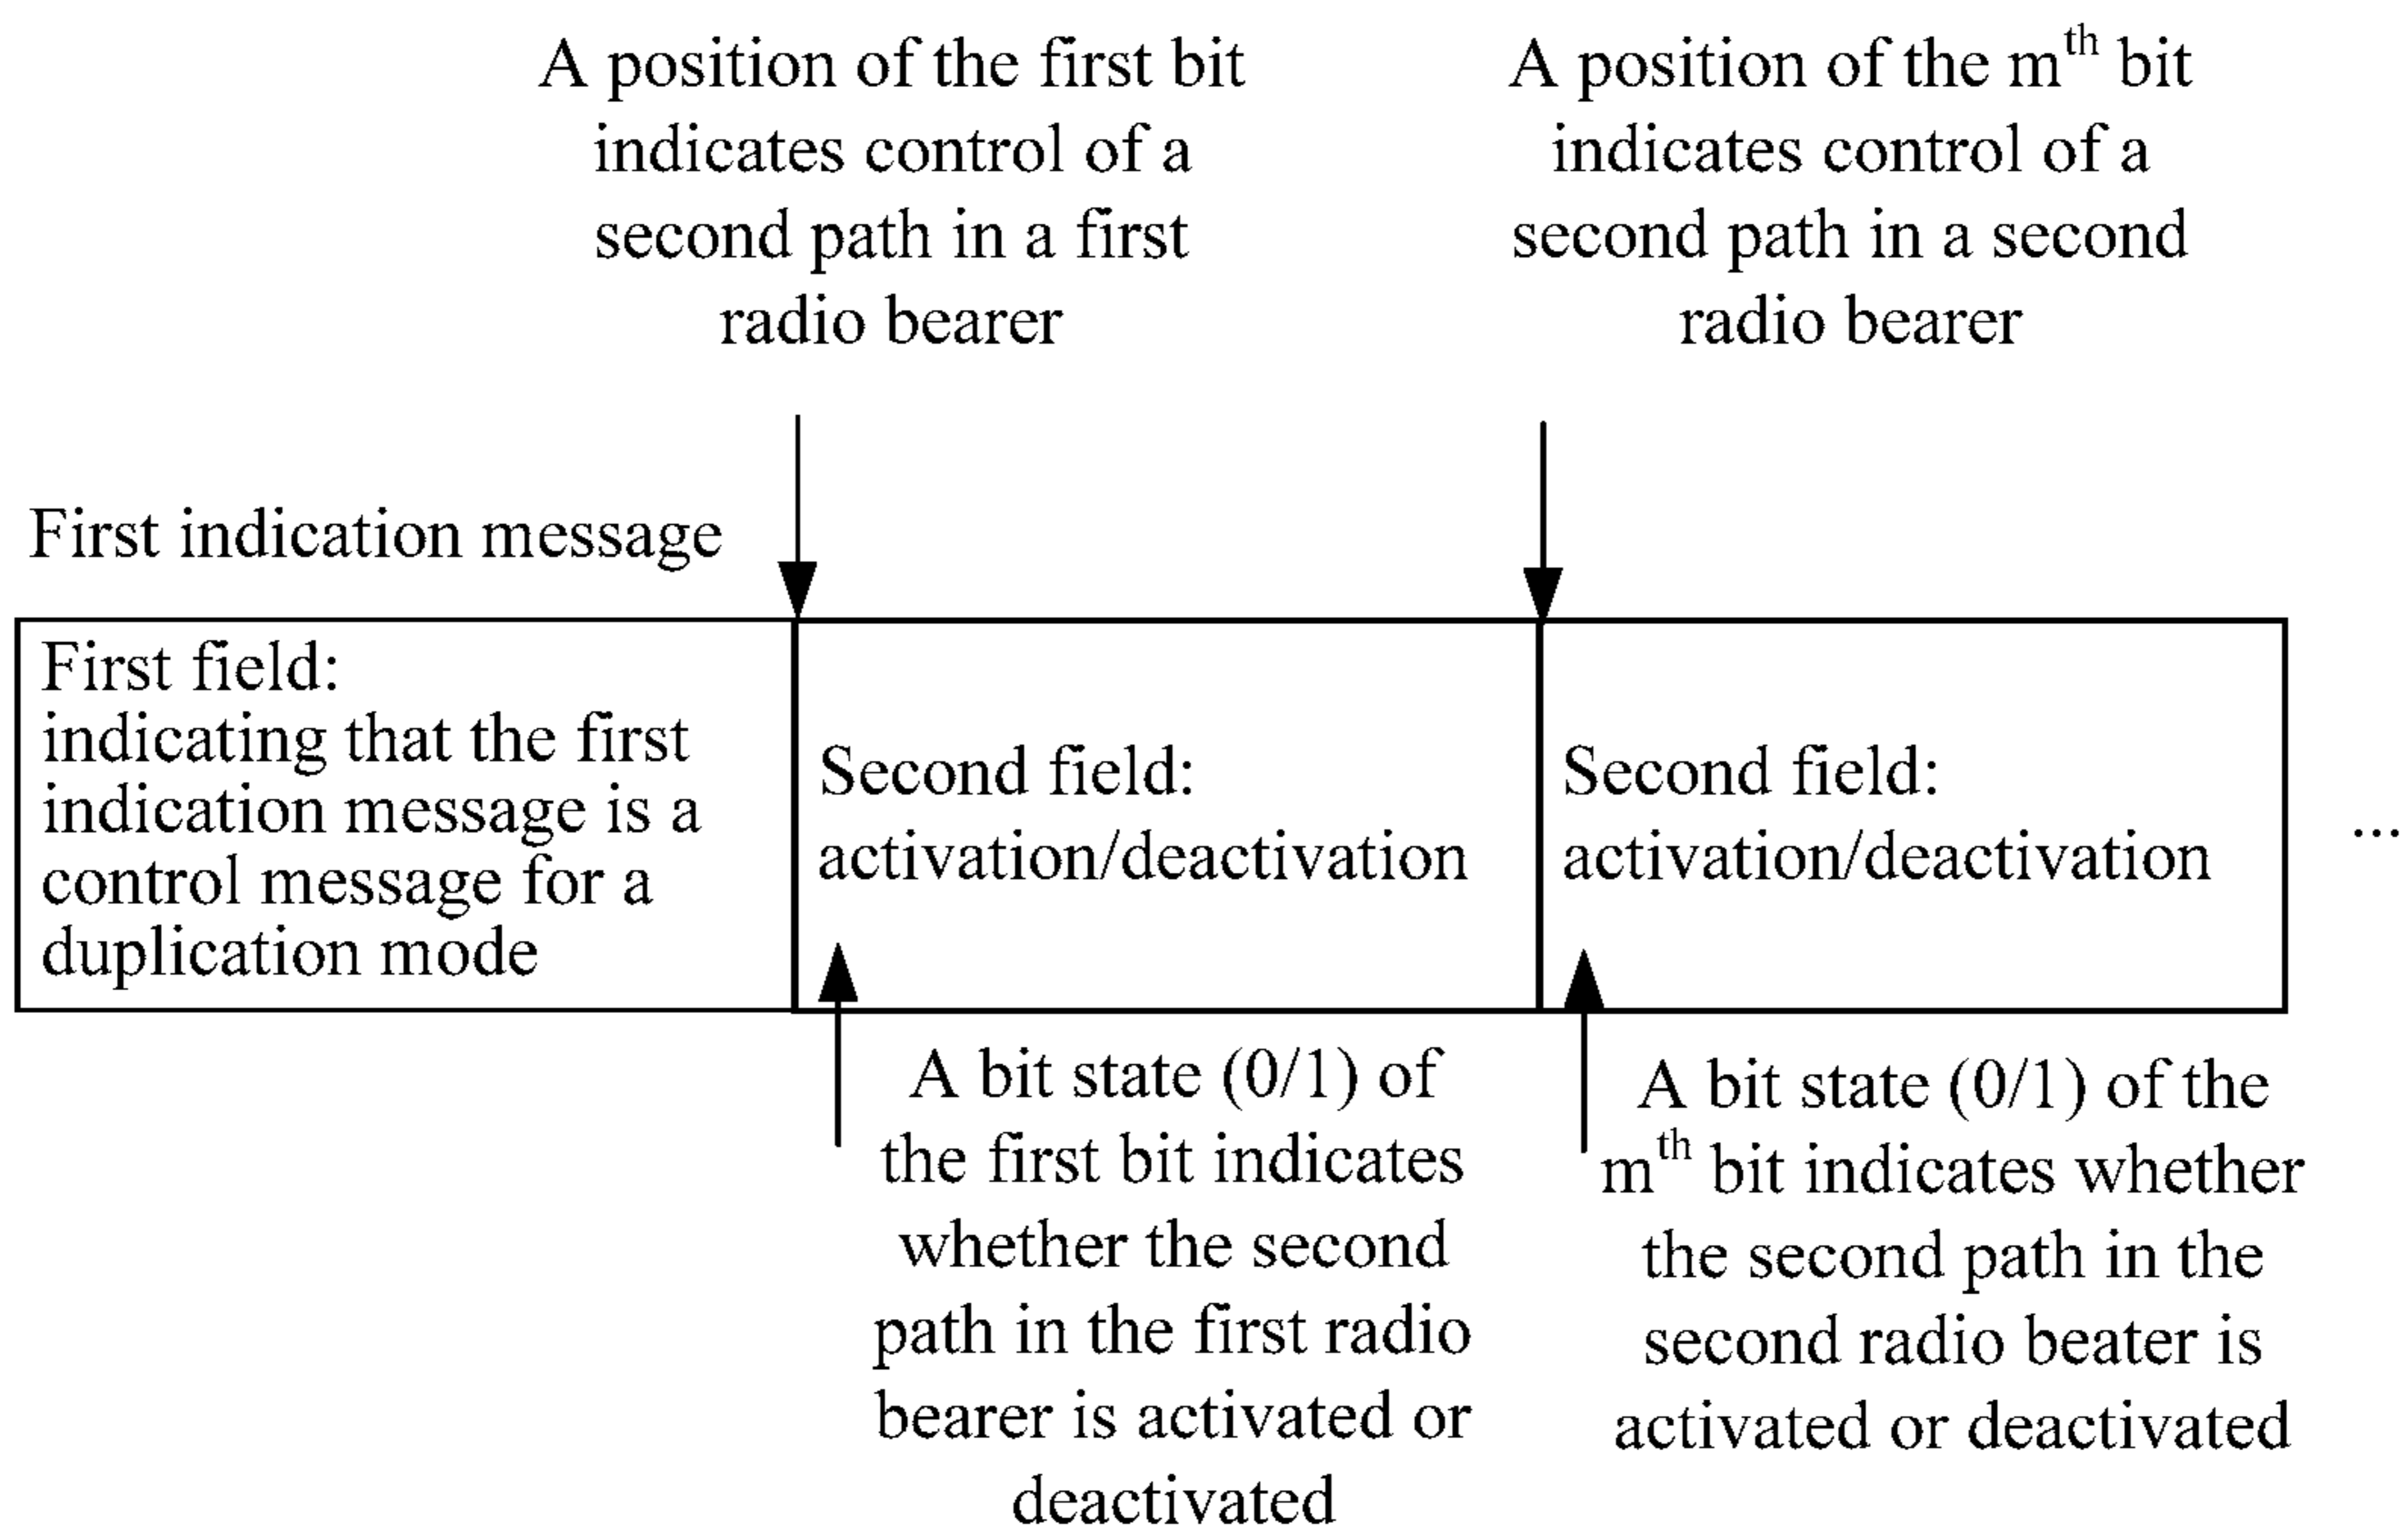 A position of the first bit
indicates control of a
second path in a first
radio bearer
A position of the mth bit
indicates control of a
second path in a second
radio bearer
First indication message
First field:
indicating that the first
indication message is a
control message for a
duplication mode
Second field:
activation/deactivation
Second field:
activation/deactivation
...
A bit state (0/1) of
the first bit indicates
whether the second
path in the first radio
bearer is activated or
deactivated
A bit state (0/1) of the
mth bit indicates whether
the second path in the
second radio beater is
activated or deactivated